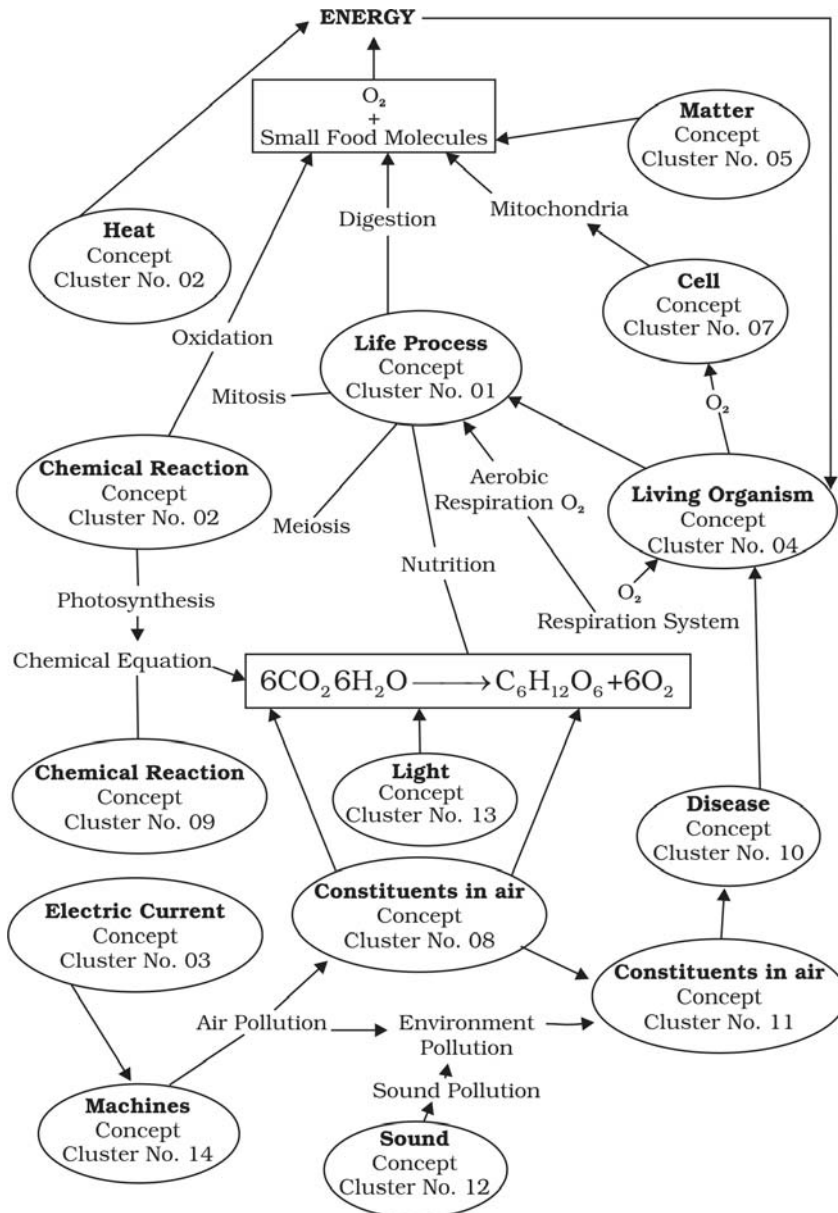 ENERGY
O₂
+
Small Food Molecules
Matter
Concept
Cluster No. 05
Mitochondria
Digestion
Heat
Concept
Cluster No. 02
Cell
Concept
Cluster No. 07
Oxidation
Life Process
Concept
Cluster No. 01
Mitosis
O₂
Chemical Reaction
Concept
Cluster No. 02
Aerobic
Respiration O₂
Living Organism
Concept
Cluster No. 04
Meiosis
Nutrition
O₂
Photosynthesis
Respiration System
Chemical Equation
6CO₂ 6H₂O ⟶ C₆H₁₂O₆+6O₂
Chemical Reaction
Concept
Cluster No. 09
Light
Concept
Cluster No. 13
Disease
Concept
Cluster No. 10
Electric Current
Concept
Cluster No. 03
Constituents in air
Concept
Cluster No. 08
Constituents in air
Concept
Cluster No. 11
Air Pollution
Environment
Pollution
Sound Pollution
Machines
Concept
Cluster No. 14
Sound
Concept
Cluster No. 12